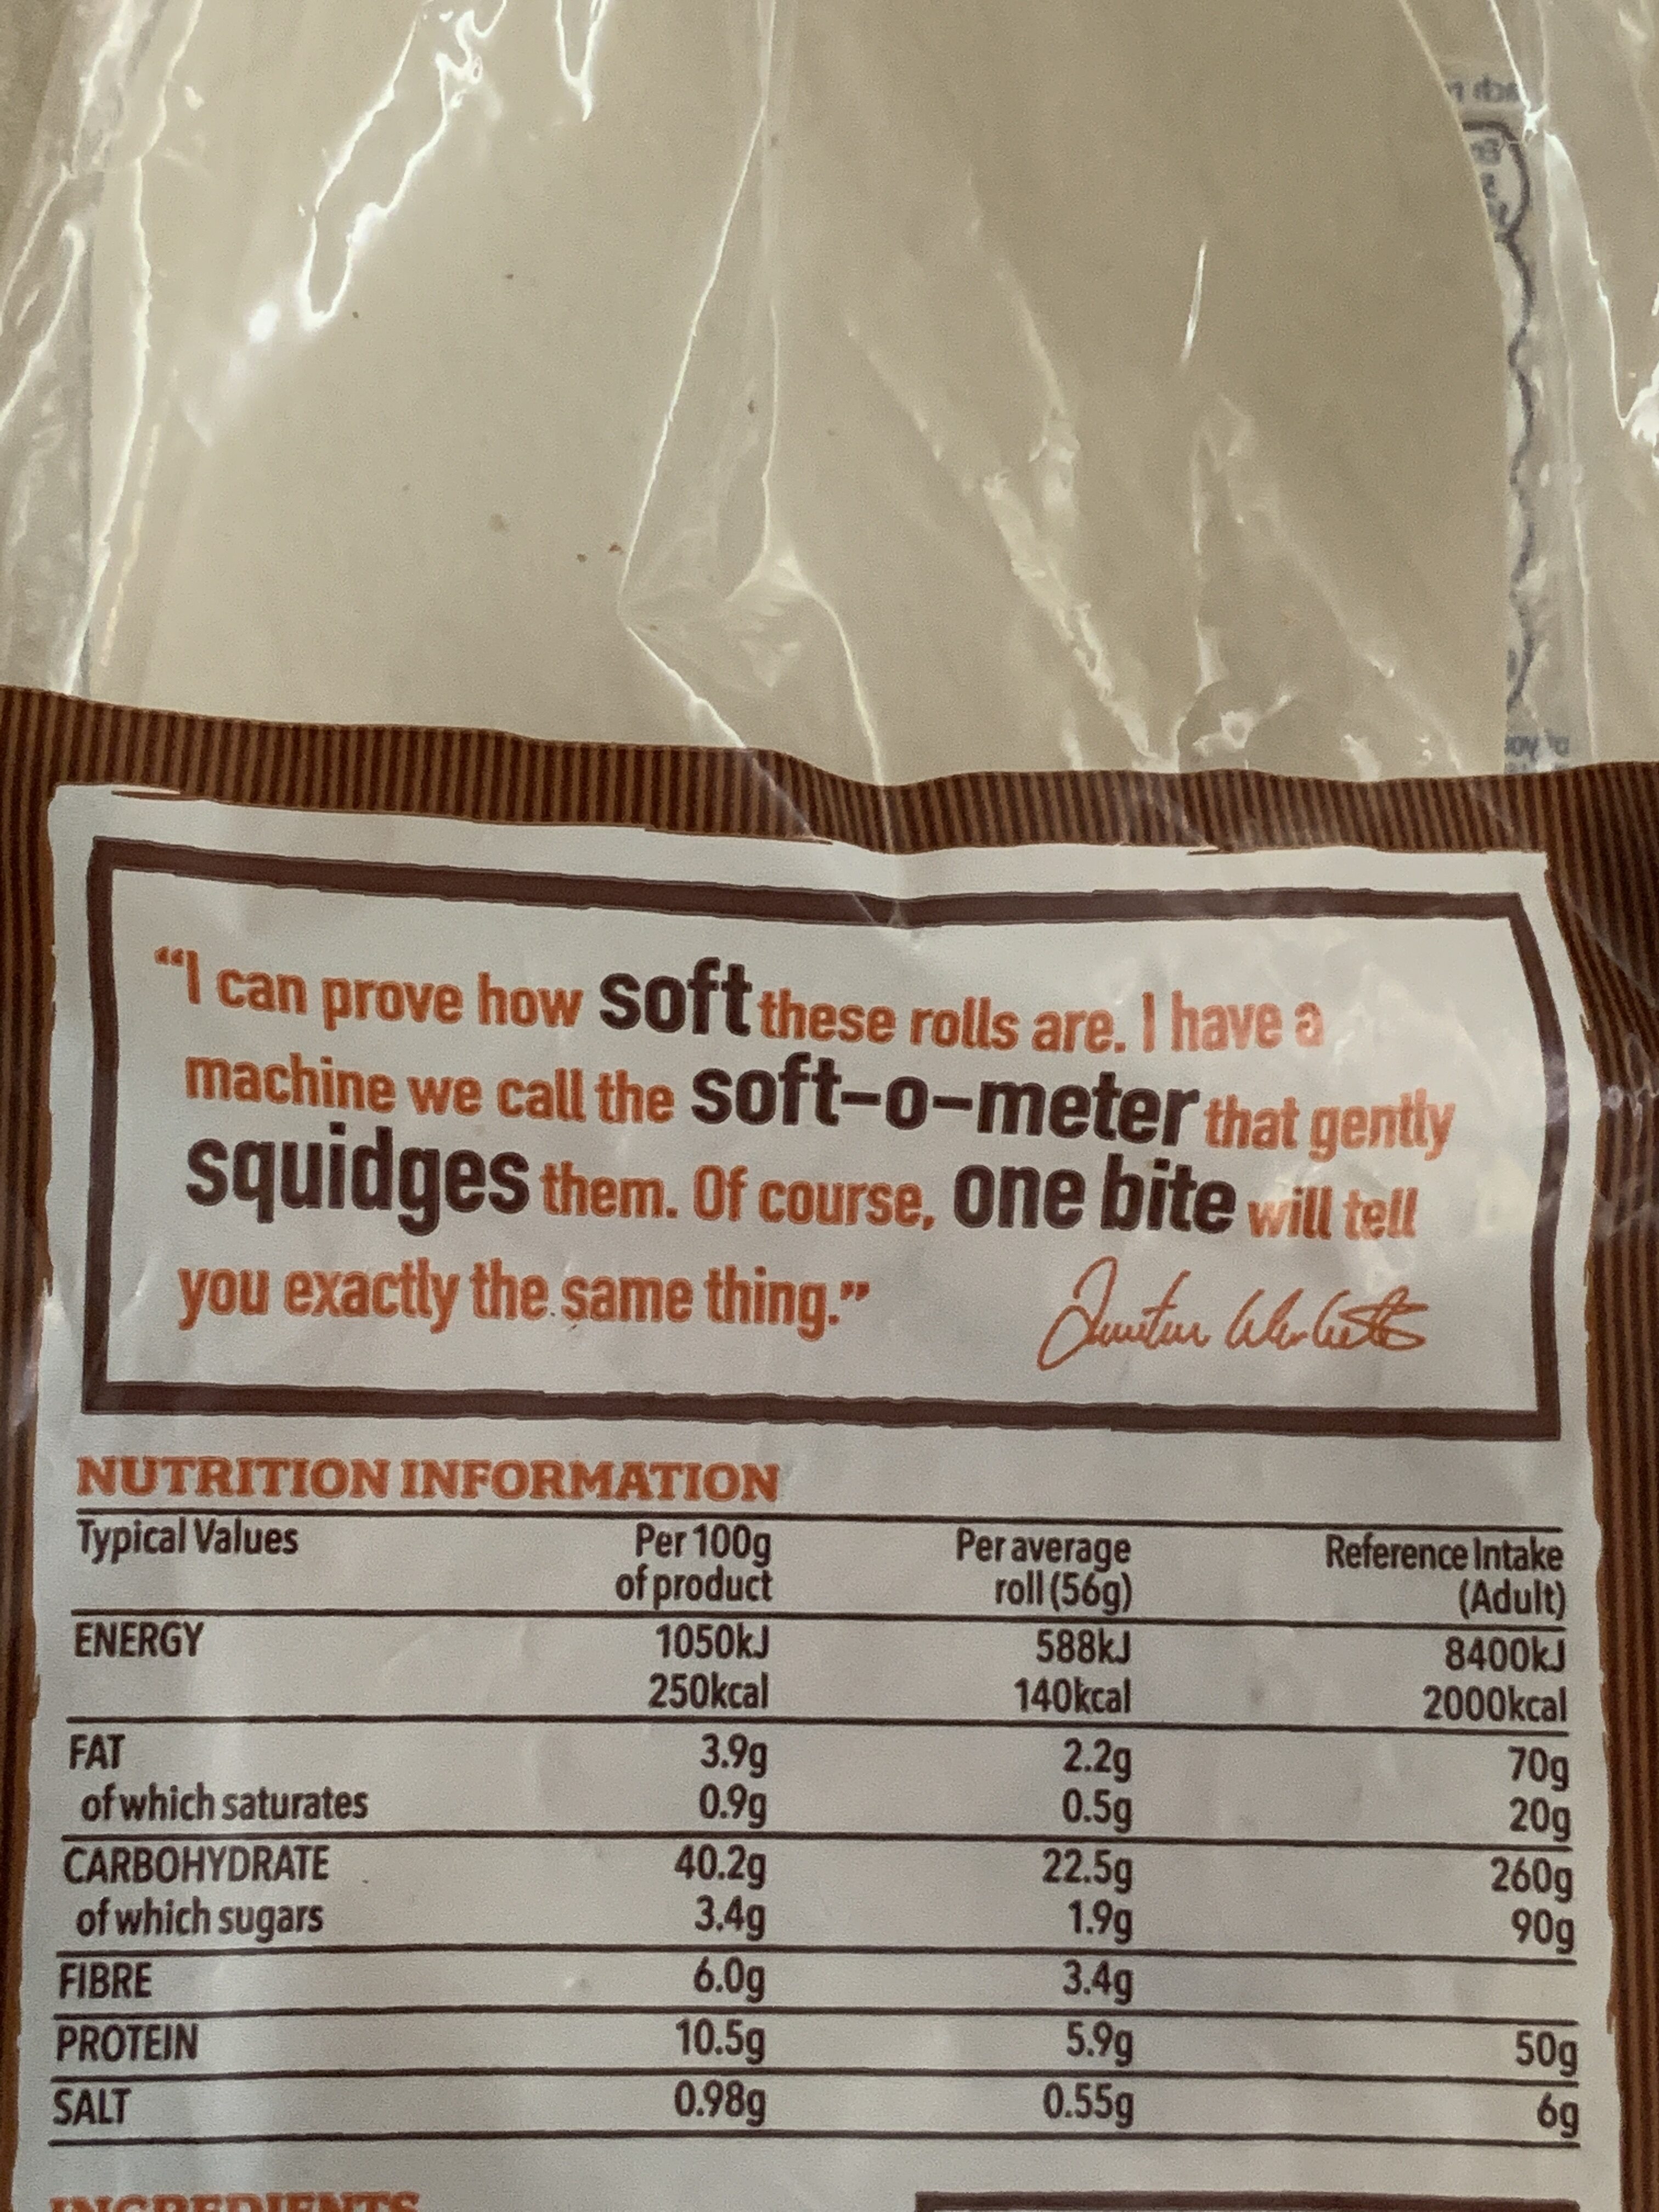 “I can prove how soft these rolls are. I have a
machine we call the soft-o-meter that gently
squidges them. Of course, one bite will tell
you exactly the same thing.”
NUTRITION INFORMATION
Typical Values Per 100g of product Per average roll (56g) Reference Intake (Adult)
ENERGY 1050kJ 588kJ 8400kJ
250kcal 140kcal 2000kcal
FAT 3.9g 2.2g 70g
of which saturates 0.9g 0.5g 20g
CARBOHYDRATE 40.2g 22.5g 260g
of which sugars 3.4g 1.9g 90g
FIBRE 6.0g 3.4g
PROTEIN 10.5g 5.9g 50g
SALT 0.98g 0.55g 6g
INGREDIENTS